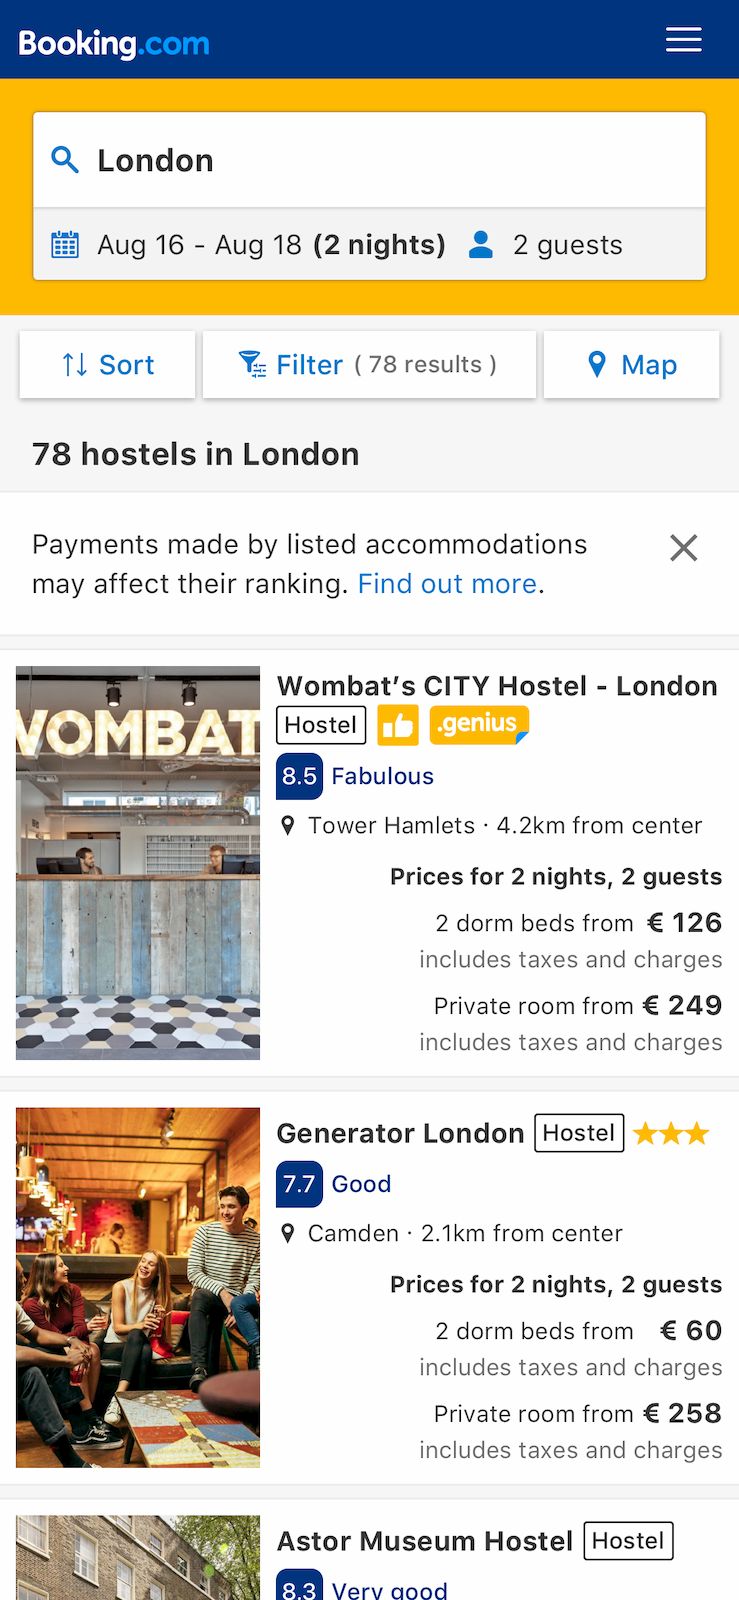 Booking.com
London
Aug 16 - Aug 18 (2 nights) 2 guests
Sort
Filter ( 78 results )
Map
78 hostels in London
Payments made by listed accommodations
may affect their ranking. Find out more.
WOMBAT
Wombat’s CITY Hostel - London
Hostel .genius
8.5 Fabulous
Tower Hamlets · 4.2km from center
Prices for 2 nights, 2 guests
2 dorm beds from € 126
includes taxes and charges
Private room from € 249
includes taxes and charges
Generator London Hostel
7.7 Good
Camden · 2.1km from center
Prices for 2 nights, 2 guests
2 dorm beds from € 60
includes taxes and charges
Private room from € 258
includes taxes and charges
Astor Museum Hostel Hostel
8.3 Very good